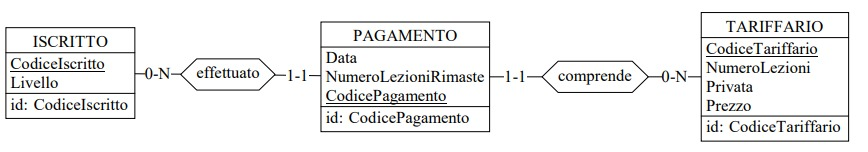 ISCRITTO
CodiceIscritto
Livello
id: CodiceIscritto
0-N
effettuato
1-1
PAGAMENTO
Data
NumeroLezioniRimaste
CodicePagamento
id: CodicePagamento
1-1
comprende
0-N
TARIFFARIO
CodiceTariffario
NumeroLezioni
Privata
Prezzo
id: CodiceTariffario